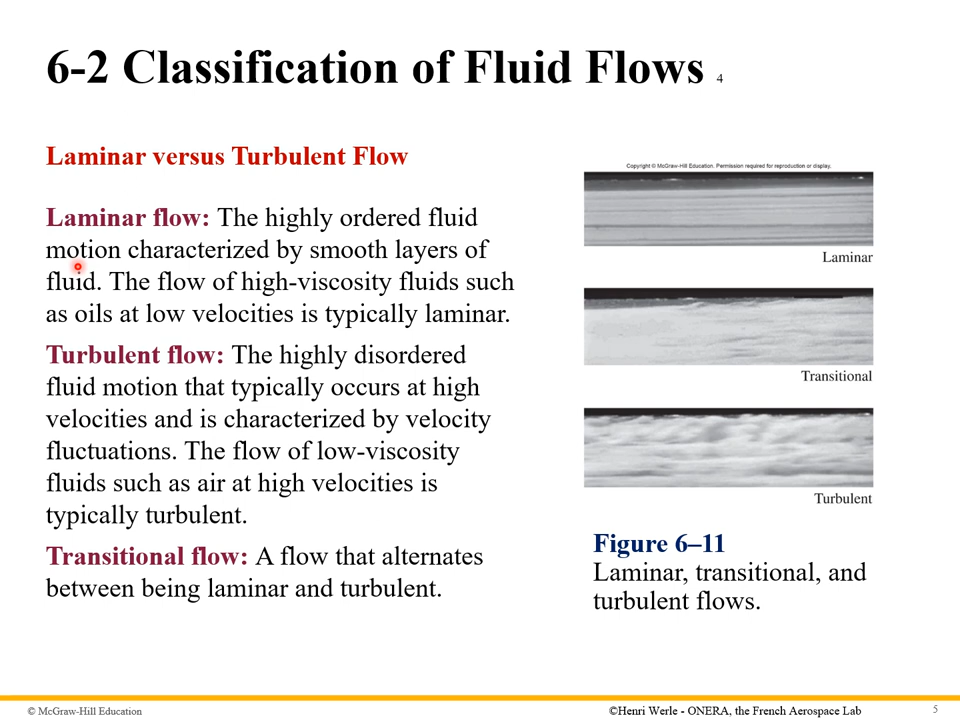 6-2 Classification of Fluid Flows 4
Laminar versus Turbulent Flow
Laminar flow: The highly ordered fluid
motion characterized by smooth layers of
fluid. The flow of high-viscosity fluids such
as oils at low velocities is typically laminar.
Turbulent flow: The highly disordered
fluid motion that typically occurs at high
velocities and is characterized by velocity
fluctuations. The flow of low-viscosity
fluids such as air at high velocities is
typically turbulent.
Transitional flow: A flow that alternates
between being laminar and turbulent.
Copyright © McGraw-Hill Education. Permission required for reproduction or display.
Laminar
Transitional
Turbulent
Figure 6–11
Laminar, transitional, and
turbulent flows.
© McGraw-Hill Education
©Henri Werle - ONERA, the French Aerospace Lab
5